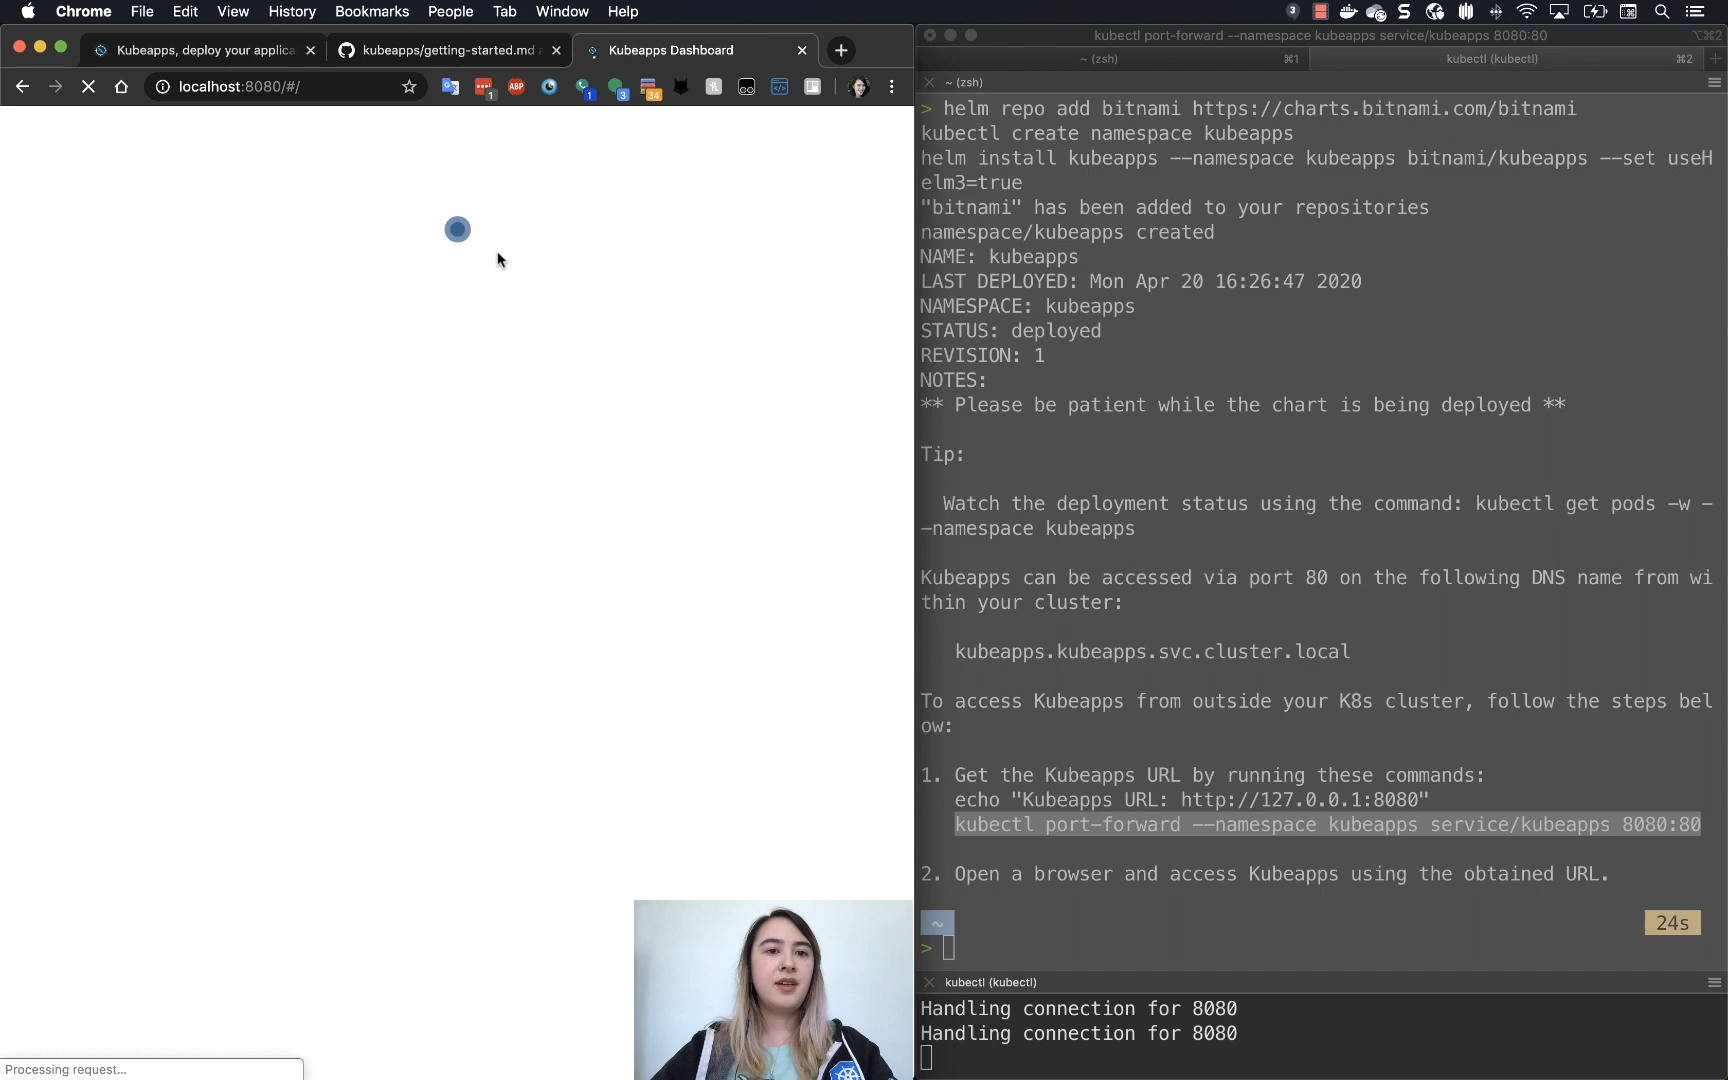 Chrome File Edit View History Bookmarks People Tab Window Help
3
Kubeapps, deploy your applica
kubeapps/getting-started.md a
Kubeapps Dashboard
localhost:8080/#/
1
ABP
1
3
34
kubectl port-forward --namespace kubeapps service/kubeapps 8080:80
⌥⌘2
~ (zsh)
⌘1
kubectl (kubectl)
⌘2
~ (zsh)
> helm repo add bitnami https://charts.bitnami.com/bitnami
kubectl create namespace kubeapps
helm install kubeapps --namespace kubeapps bitnami/kubeapps --set useH
elm3=true
"bitnami" has been added to your repositories
namespace/kubeapps created
NAME: kubeapps
LAST DEPLOYED: Mon Apr 20 16:26:47 2020
NAMESPACE: kubeapps
STATUS: deployed
REVISION: 1
NOTES:
** Please be patient while the chart is being deployed **
Tip:
Watch the deployment status using the command: kubectl get pods -w -
-namespace kubeapps
Kubeapps can be accessed via port 80 on the following DNS name from wi
thin your cluster:
kubeapps.kubeapps.svc.cluster.local
To access Kubeapps from outside your K8s cluster, follow the steps bel
ow:
1. Get the Kubeapps URL by running these commands:
echo "Kubeapps URL: http://127.0.0.1:8080"
kubectl port-forward --namespace kubeapps service/kubeapps 8080:80
2. Open a browser and access Kubeapps using the obtained URL.
~
24s
>
kubectl (kubectl)
Handling connection for 8080
Handling connection for 8080
Processing request...